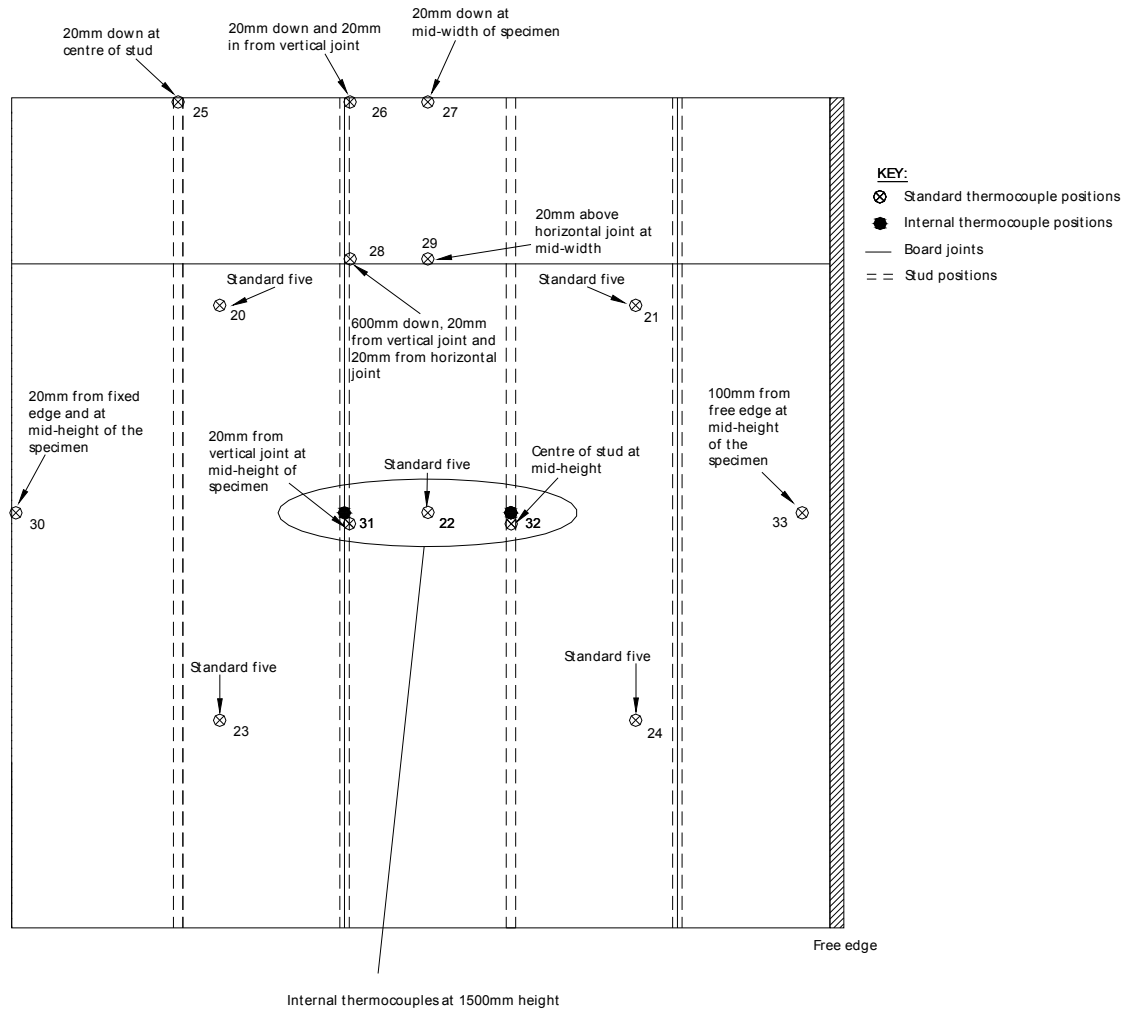 20mm down at
mid-width of specimen
20mm down and 20mm
in from vertical joint
20mm down at
centre of stud
25
26
27
KEY:
Standard thermocouple positions
Internal thermocouple positions
Board joints
Stud positions
20mm above
horizontal joint at
mid-width
28
29
Standard five
20
Standard five
21
600mm down, 20mm
from vertical joint and
20mm from horizontal
joint
20mm from fixed
edge and at
mid-height of the
specimen
30
20mm from
vertical joint at
mid-height of
specimen
31
Standard five
22
Centre of stud at
mid-height
32
100mm from
free edge at
mid-height
of the
specimen
33
Standard five
23
Standard five
24
Free edge
Internal thermocouples at 1500mm height